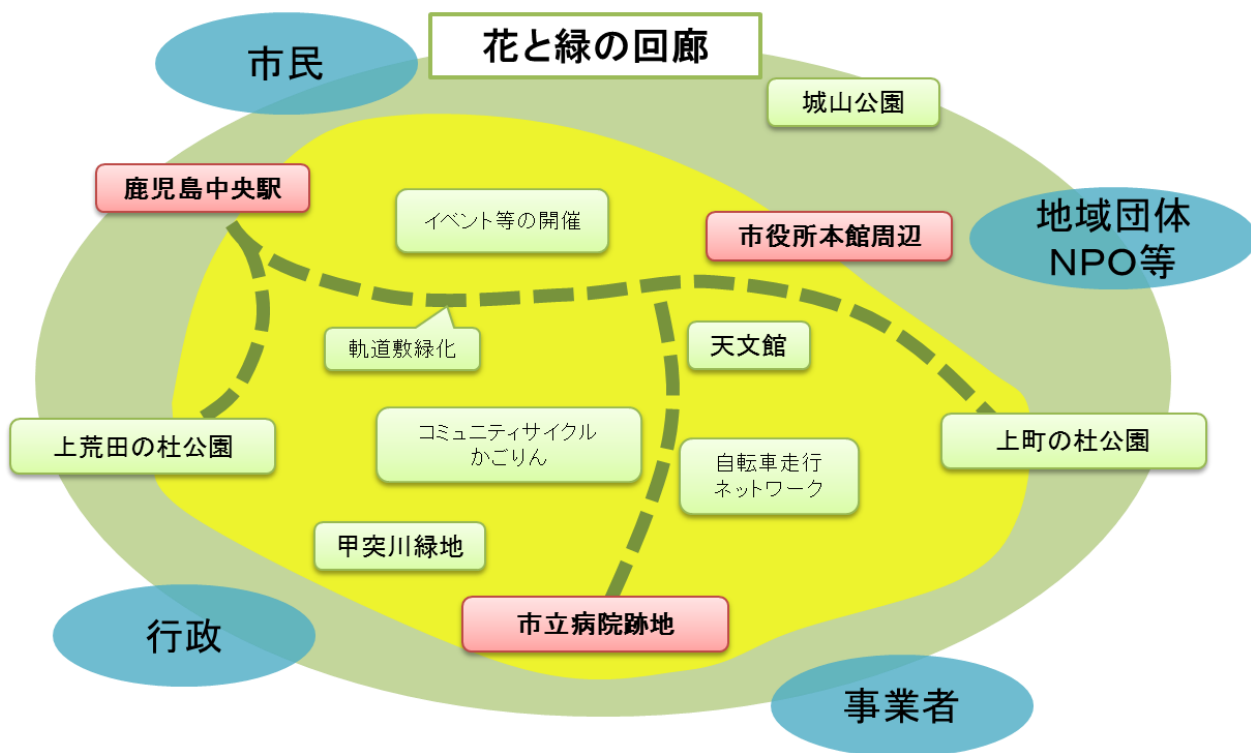 花と緑の回廊
市民
城山公園
鹿児島中央駅
イベント等の開催
市役所本館周辺
地域団体
NPO等
軌道敷緑化
天文館
上荒田の杜公園
コミュニティサイクル
かごりん
自転車走行
ネットワーク
上町の杜公園
甲突川緑地
市立病院跡地
行政
事業者